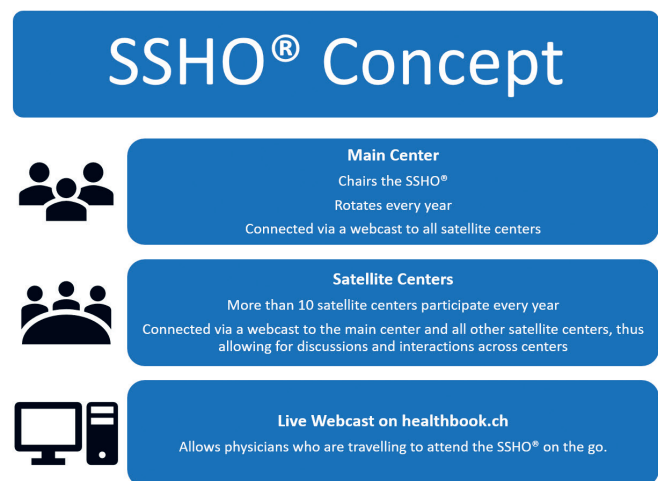 SSHO® Concept
Main Center
Chairs the SSHO®
Rotates every year
Connected via a webcast to all satellite centers
Satellite Centers
More than 10 satellite centers participate every year
Connected via a webcast to the main center and all other satellite centers, thus
allowing for discussions and interactions across centers
Live Webcast on healthbook.ch
Allows physicians who are travelling to attend the SSHO® on the go.